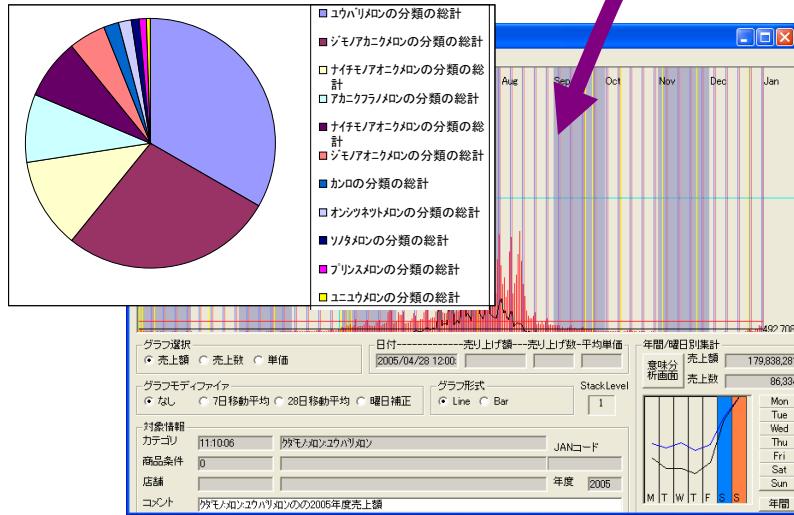 ユウバリメロンの分類の総計
ジモノアカニクメロンの分類の総計
ナイチモノアオニクメロンの分類の総
計
アカニクフラノメロンの分類の総計
ナイチモノアオニクメロンの分類の総
計
ジモノアオニクメロンの分類の総計
カンロの分類の総計
オンシツネットメロンの分類の総計
ソノタメロンの分類の総計
プリンスメロンの分類の総計
ユニュウメロンの分類の総計
Aug Sep Oct Nov Dec Jan
492,708
グラフ選択
売上額 売上数 単価
日付-------------売り上げ額---売り上げ数-平均単価
2005/04/28 12:00:
グラフモディファイア
なし 7日移動平均 28日移動平均 曜日補正
グラフ形式
Line Bar
StackLevel
1
対象情報
カテゴリ 11:10:06 クダモノ:メロン:ユウバリメロン
JANコード
商品条件 0
店舗
年度 2005
コメント クダモノ:メロン:ユウバリメロンのの2005年度売上額
年間/曜日別集計
意味分
析画面
売上額 179,838,281
売上数 86,334
M T W T F S S
Mon
Tue
Wed
Thu
Fri
Sat
Sun
年間